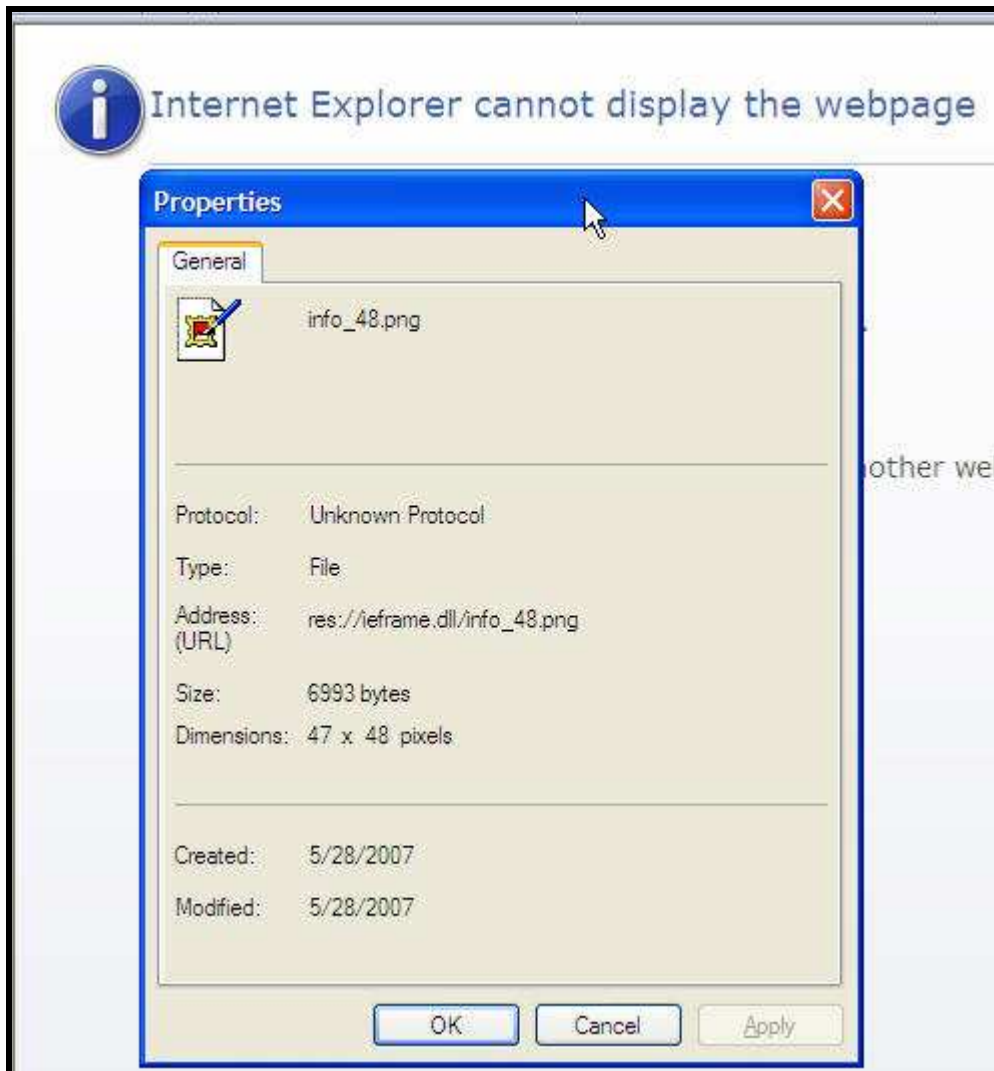 Internet Explorer cannot display the webpage
Properties
General
info_48.png
other we
Protocol: Unknown Protocol
Type: File
Address: res://ieframe.dll/info_48.png
(URL)
Size: 6993 bytes
Dimensions: 47 x 48 pixels
Created: 5/28/2007
Modified: 5/28/2007
OK Cancel Apply